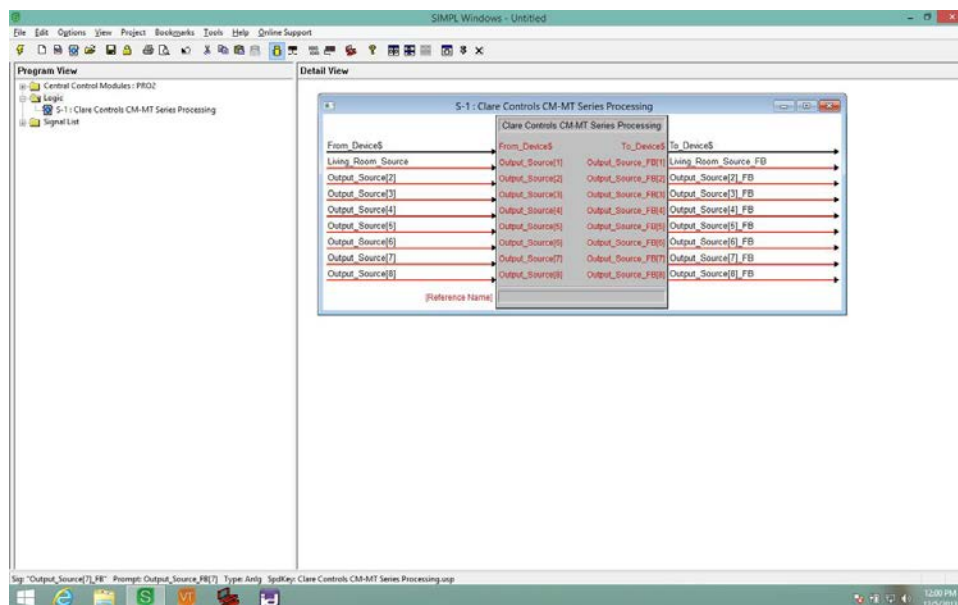 SIMPL Windows - Untitled
File Edit Options View Project Bookmarks Tools Help Online Support
Program View
Detail View
Central Control Modules : PRO2
Logic
S-1 : Clare Controls CM-MT Series Processing
Signal List
S-1 : Clare Controls CM-MT Series Processing
Clare Controls CM-MT Series Processing
From_Device$ From_Device$ To_Device$ To_Device$
Living_Room_Source Output_Source[1] Output_Source_FB[1] Living_Room_Source_FB
Output_Source[2] Output_Source[2] Output_Source_FB[2] Output_Source[2]_FB
Output_Source[3] Output_Source[3] Output_Source_FB[3] Output_Source[3]_FB
Output_Source[4] Output_Source[4] Output_Source_FB[4] Output_Source[4]_FB
Output_Source[5] Output_Source[5] Output_Source_FB[5] Output_Source[5]_FB
Output_Source[6] Output_Source[6] Output_Source_FB[6] Output_Source[6]_FB
Output_Source[7] Output_Source[7] Output_Source_FB[7] Output_Source[7]_FB
Output_Source[8] Output_Source[8] Output_Source_FB[8] Output_Source[8]_FB
[Reference Name]
Sig: "Output_Source[7]_FB" Prompt: Output_Source_FB[7] Type: Anlg SpdKey: Clare Controls CM-MT Series Processing.usp
S VT
12:00 PM